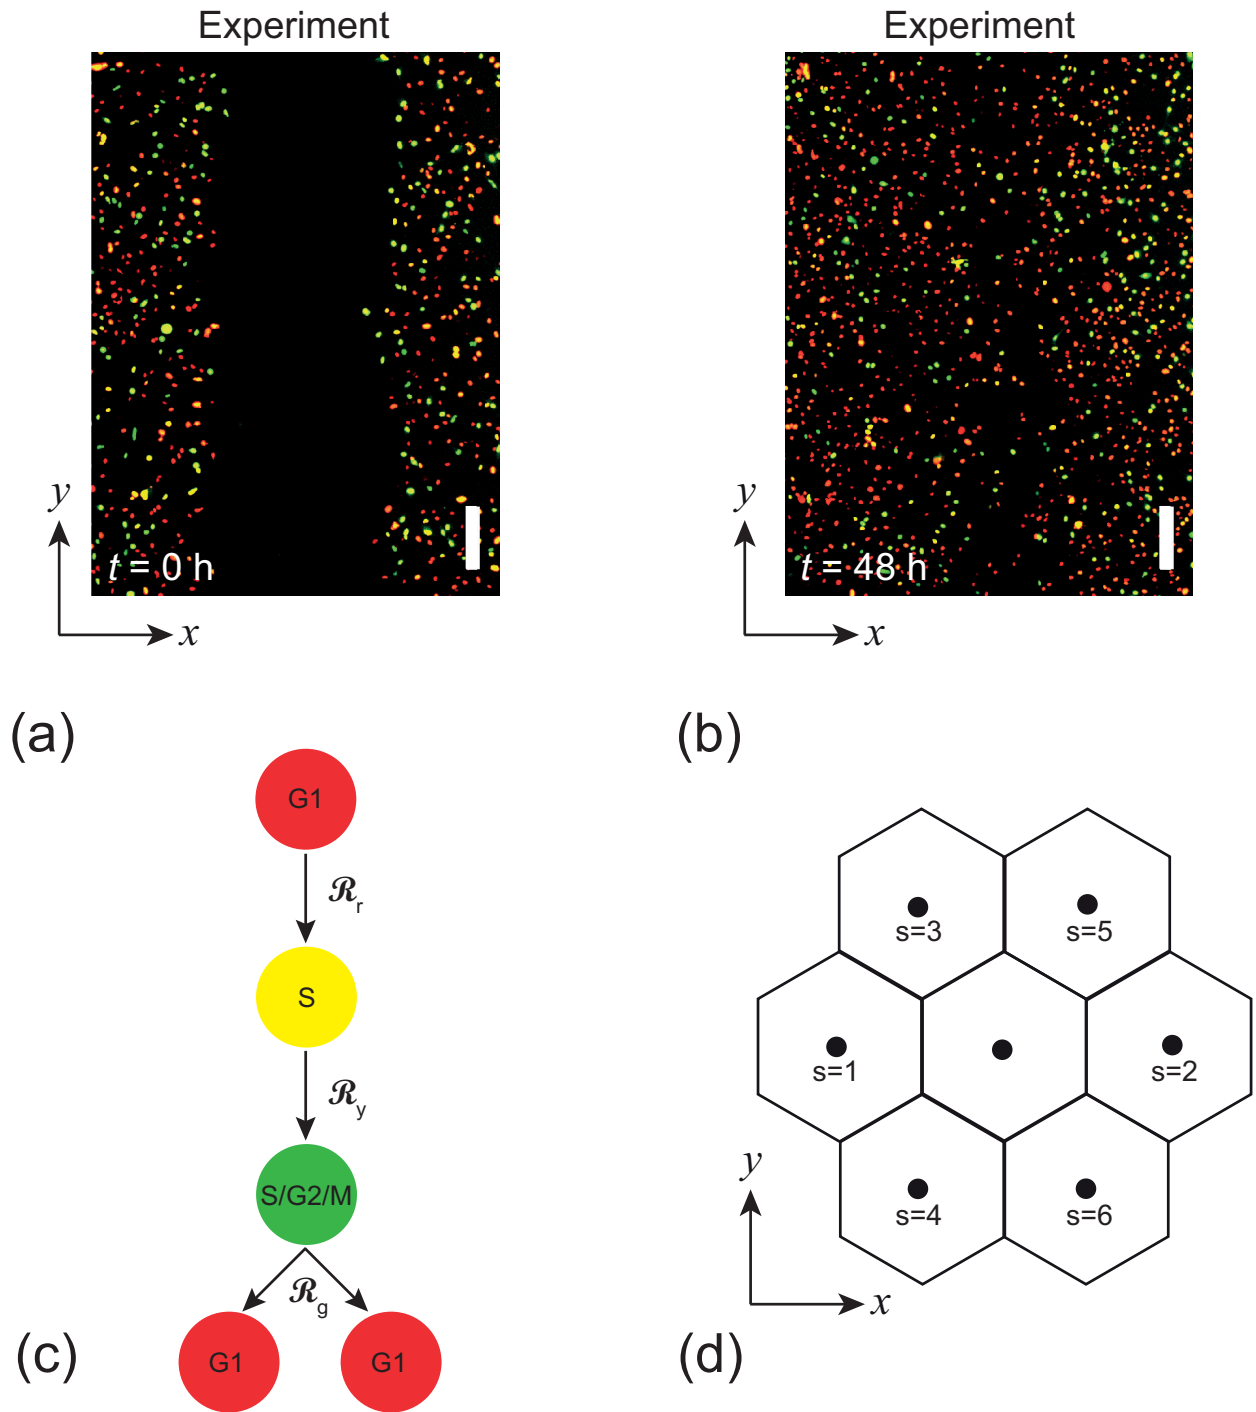 Experiment
Experiment
y
t = 0 h
x
y
t = 48 h
x
(a)
(b)
G1
ℛr
S
ℛy
S/G2/M
ℛg
G1
G1
(c)
s=3
s=5
s=1
s=2
s=4
s=6
y
x
(d)